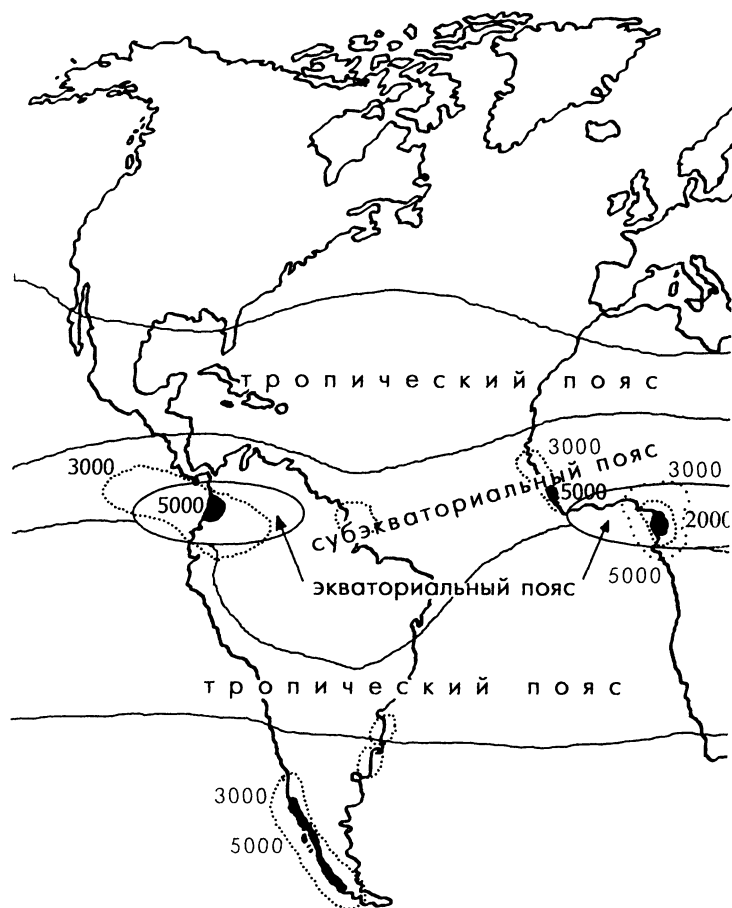 тропический пояс
3000
3000
3000
5000
5000
2000
субэкваториальный пояс
5000
экваториальный пояс
тропический пояс
3000
5000